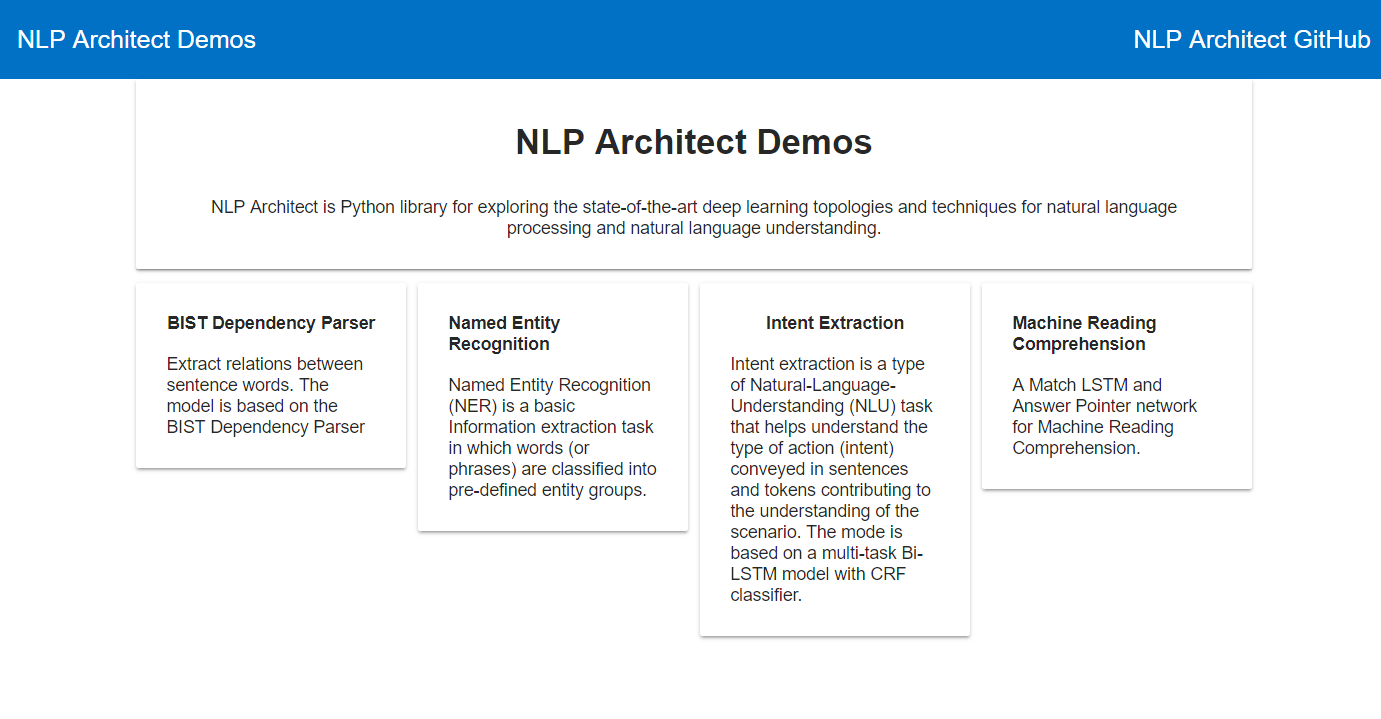 NLP Architect Demos
NLP Architect GitHub
NLP Architect Demos
NLP Architect is Python library for exploring the state-of-the-art deep learning topologies and techniques for natural language
processing and natural language understanding.
BIST Dependency Parser
Extract relations between
sentence words. The
model is based on the
BIST Dependency Parser
Named Entity
Recognition
Named Entity Recognition
(NER) is a basic
Information extraction task
in which words (or
phrases) are classified into
pre-defined entity groups.
Intent Extraction
Intent extraction is a type
of Natural-Language-
Understanding (NLU) task
that helps understand the
type of action (intent)
conveyed in sentences
and tokens contributing to
the understanding of the
scenario. The mode is
based on a multi-task Bi-
LSTM model with CRF
classifier.
Machine Reading
Comprehension
A Match LSTM and
Answer Pointer network
for Machine Reading
Comprehension.